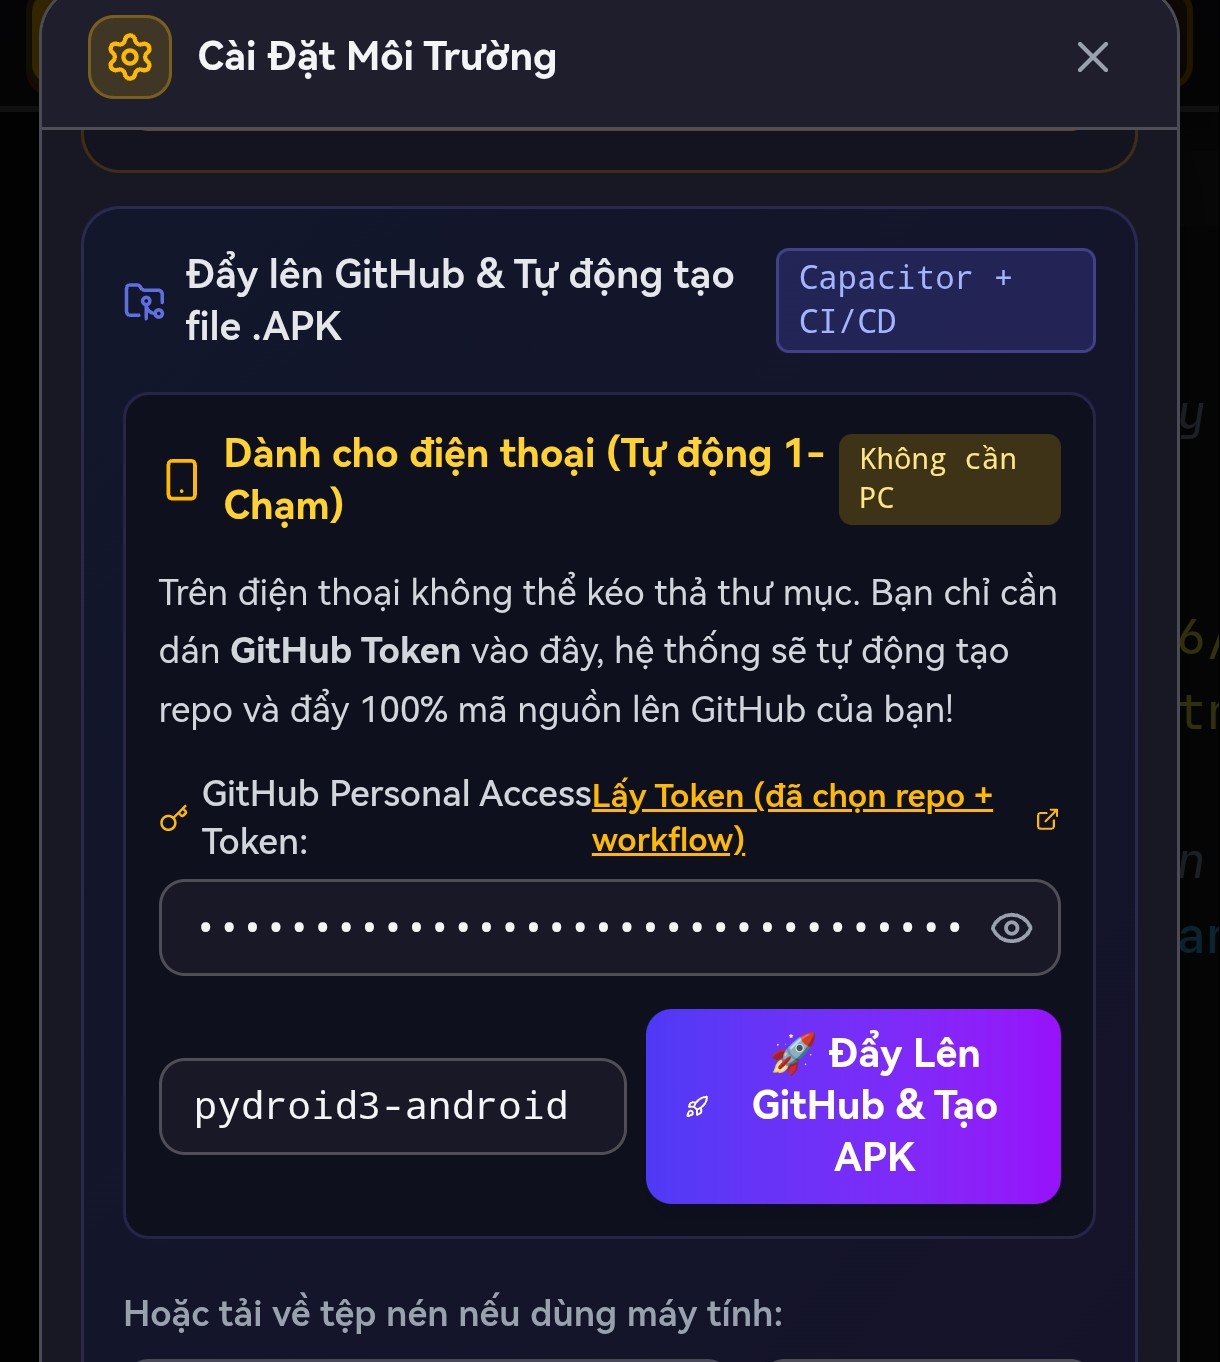 Cài Đặt Môi Trường
Đẩy lên GitHub & Tự động tạo
file .APK
Capacitor +
CI/CD
Dành cho điện thoại (Tự động 1-
Chạm)
Không cần
PC
Trên điện thoại không thể kéo thả thư mục. Bạn chỉ cần
dán GitHub Token vào đây, hệ thống sẽ tự động tạo
repo và đẩy 100% mã nguồn lên GitHub của bạn!
GitHub Personal Access
Token:
Lấy Token (đã chọn repo +
workflow)
pydroid3-android
🚀 Đẩy Lên
GitHub & Tạo
APK
Hoặc tải về tệp nén nếu dùng máy tính: